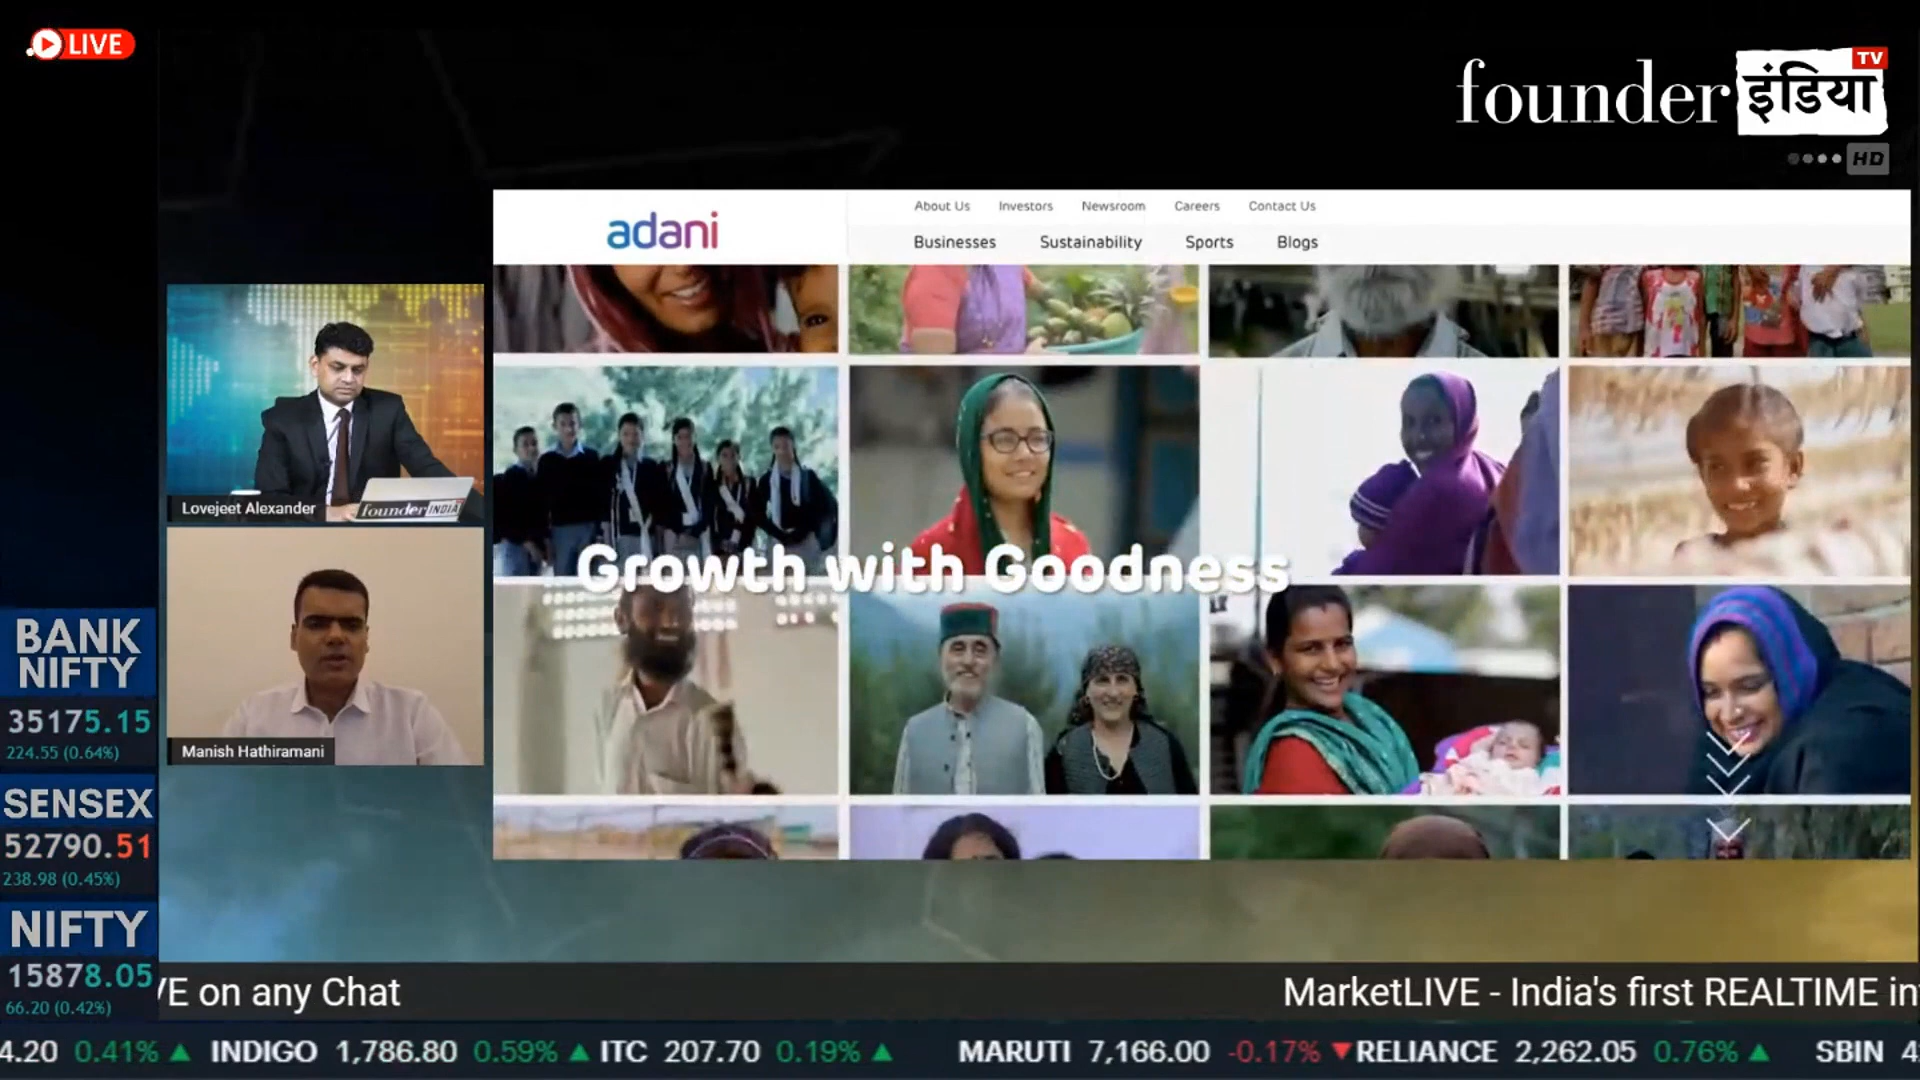 LIVE
founder इंडिया TV
HD
adani
About Us Investors Newsroom Careers Contact Us
Businesses Sustainability Sports Blogs
Growth with Goodness
founder INDIA
Lovejeet Alexander
Manish Hathiramani
BANK
NIFTY
35175.15
224.55 (0.64%)
SENSEX
52790.51
238.98 (0.45%)
NIFTY
15878.05
66.20 (0.42%)
VE on any Chat MarketLIVE - India's first REALTIME in
4.20 0.41% ▲ INDIGO 1,786.80 0.59% ▲ ITC 207.70 0.19% ▲ MARUTI 7,166.00 -0.17% ▼ RELIANCE 2,262.05 0.76% ▲ SBIN 4